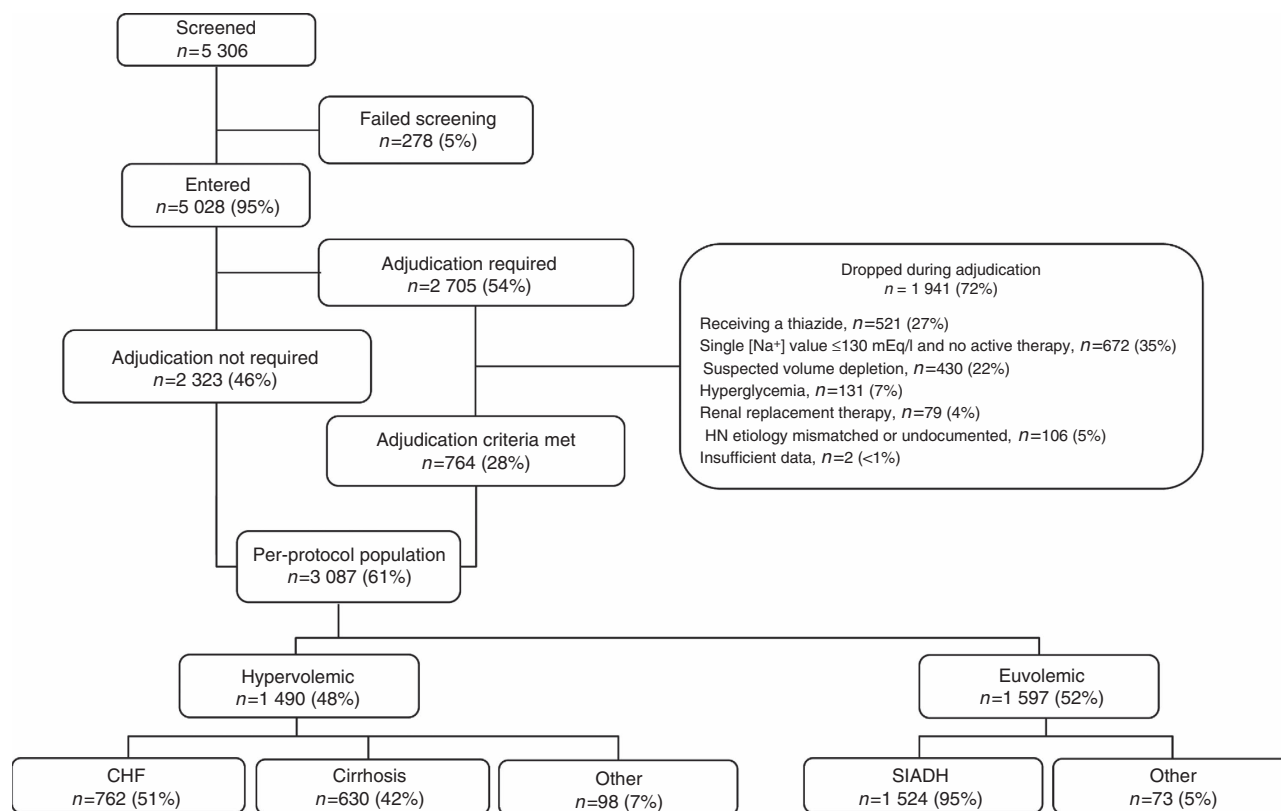 Screened
n=5 306
Failed screening
n=278 (5%)
Entered
n=5 028 (95%)
Adjudication required
n=2 705 (54%)
Dropped during adjudication
n = 1 941 (72%)
Receiving a thiazide, n=521 (27%)
Single [Na⁺] value ≤130 mEq/l and no active therapy, n=672 (35%)
Suspected volume depletion, n=430 (22%)
Hyperglycemia, n=131 (7%)
Renal replacement therapy, n=79 (4%)
HN etiology mismatched or undocumented, n=106 (5%)
Insufficient data, n=2 (<1%)
Adjudication not required
n=2 323 (46%)
Adjudication criteria met
n=764 (28%)
Per-protocol population
n=3 087 (61%)
Hypervolemic
n=1 490 (48%)
Euvolemic
n=1 597 (52%)
CHF
n=762 (51%)
Cirrhosis
n=630 (42%)
Other
n=98 (7%)
SIADH
n=1 524 (95%)
Other
n=73 (5%)